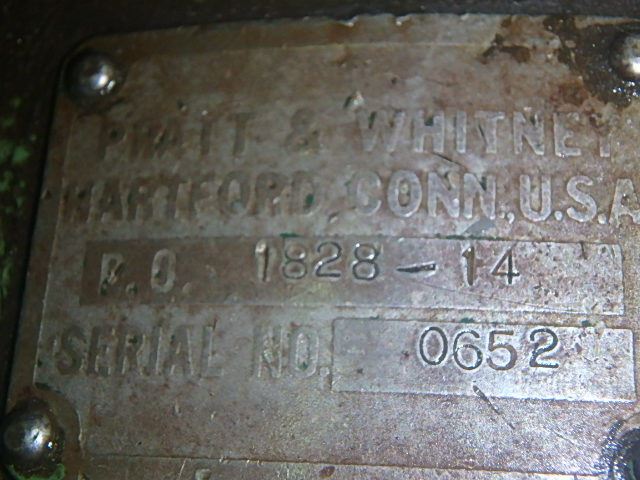 PRATT & WHITNEY
HARTFORD, CONN., U.S.A
P.O. 1828-14
SERIAL NO. 0652